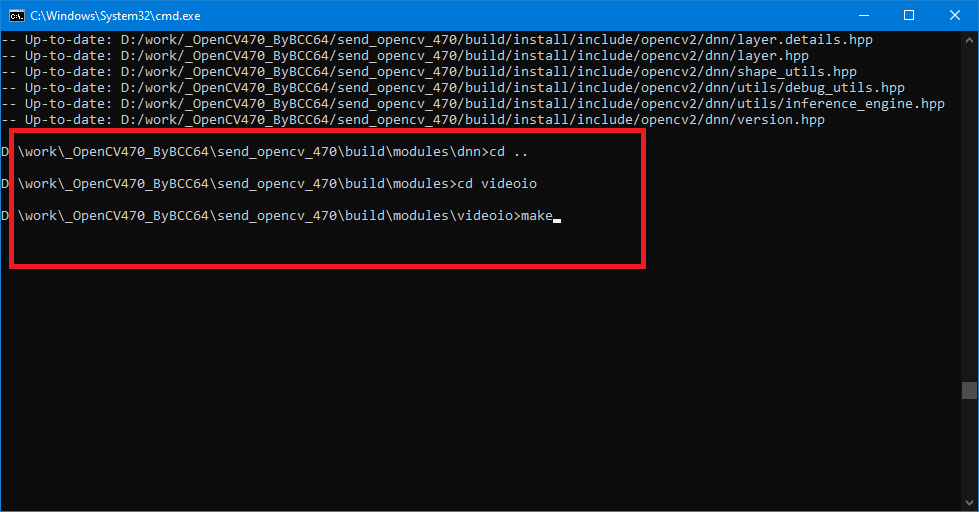 C:\Windows\System32\cmd.exe
-- Up-to-date: D:/work/_OpenCV470_ByBCC64/send_opencv_470/build/install/include/opencv2/dnn/layer.details.hpp
-- Up-to-date: D:/work/_OpenCV470_ByBCC64/send_opencv_470/build/install/include/opencv2/dnn/layer.hpp
-- Up-to-date: D:/work/_OpenCV470_ByBCC64/send_opencv_470/build/install/include/opencv2/dnn/shape_utils.hpp
-- Up-to-date: D:/work/_OpenCV470_ByBCC64/send_opencv_470/build/install/include/opencv2/dnn/utils/debug_utils.hpp
-- Up-to-date: D:/work/_OpenCV470_ByBCC64/send_opencv_470/build/install/include/opencv2/dnn/utils/inference_engine.hpp
-- Up-to-date: D:/work/_OpenCV470_ByBCC64/send_opencv_470/build/install/include/opencv2/dnn/version.hpp
D \work\_OpenCV470_ByBCC64\send_opencv_470\build\modules\dnn>cd ..
D \work\_OpenCV470_ByBCC64\send_opencv_470\build\modules>cd videoio
D \work\_OpenCV470_ByBCC64\send_opencv_470\build\modules\videoio>make